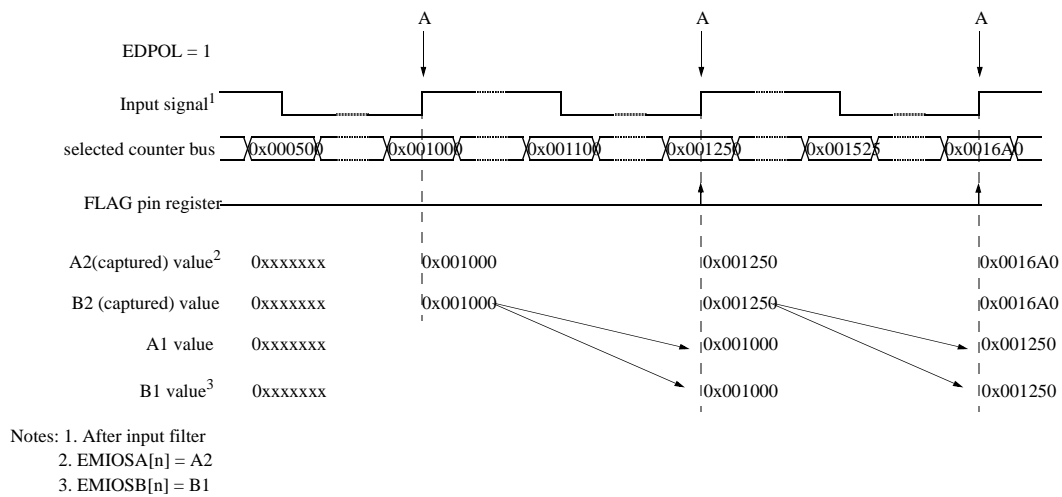 A A A
EDPOL = 1
Input signal1
selected counter bus 0x000500 0x001000 0x001100 0x001250 0x001525 0x0016A0
FLAG pin register
A2(captured) value2 0xxxxxxx 0x001000 0x001250 0x0016A0
B2 (captured) value 0xxxxxxx 0x001000 0x001250 0x0016A0
A1 value 0xxxxxxx 0x001000 0x001250
B1 value3 0xxxxxxx 0x001000 0x001250
Notes: 1. After input filter
2. EMIOSA[n] = A2
3. EMIOSB[n] = B1